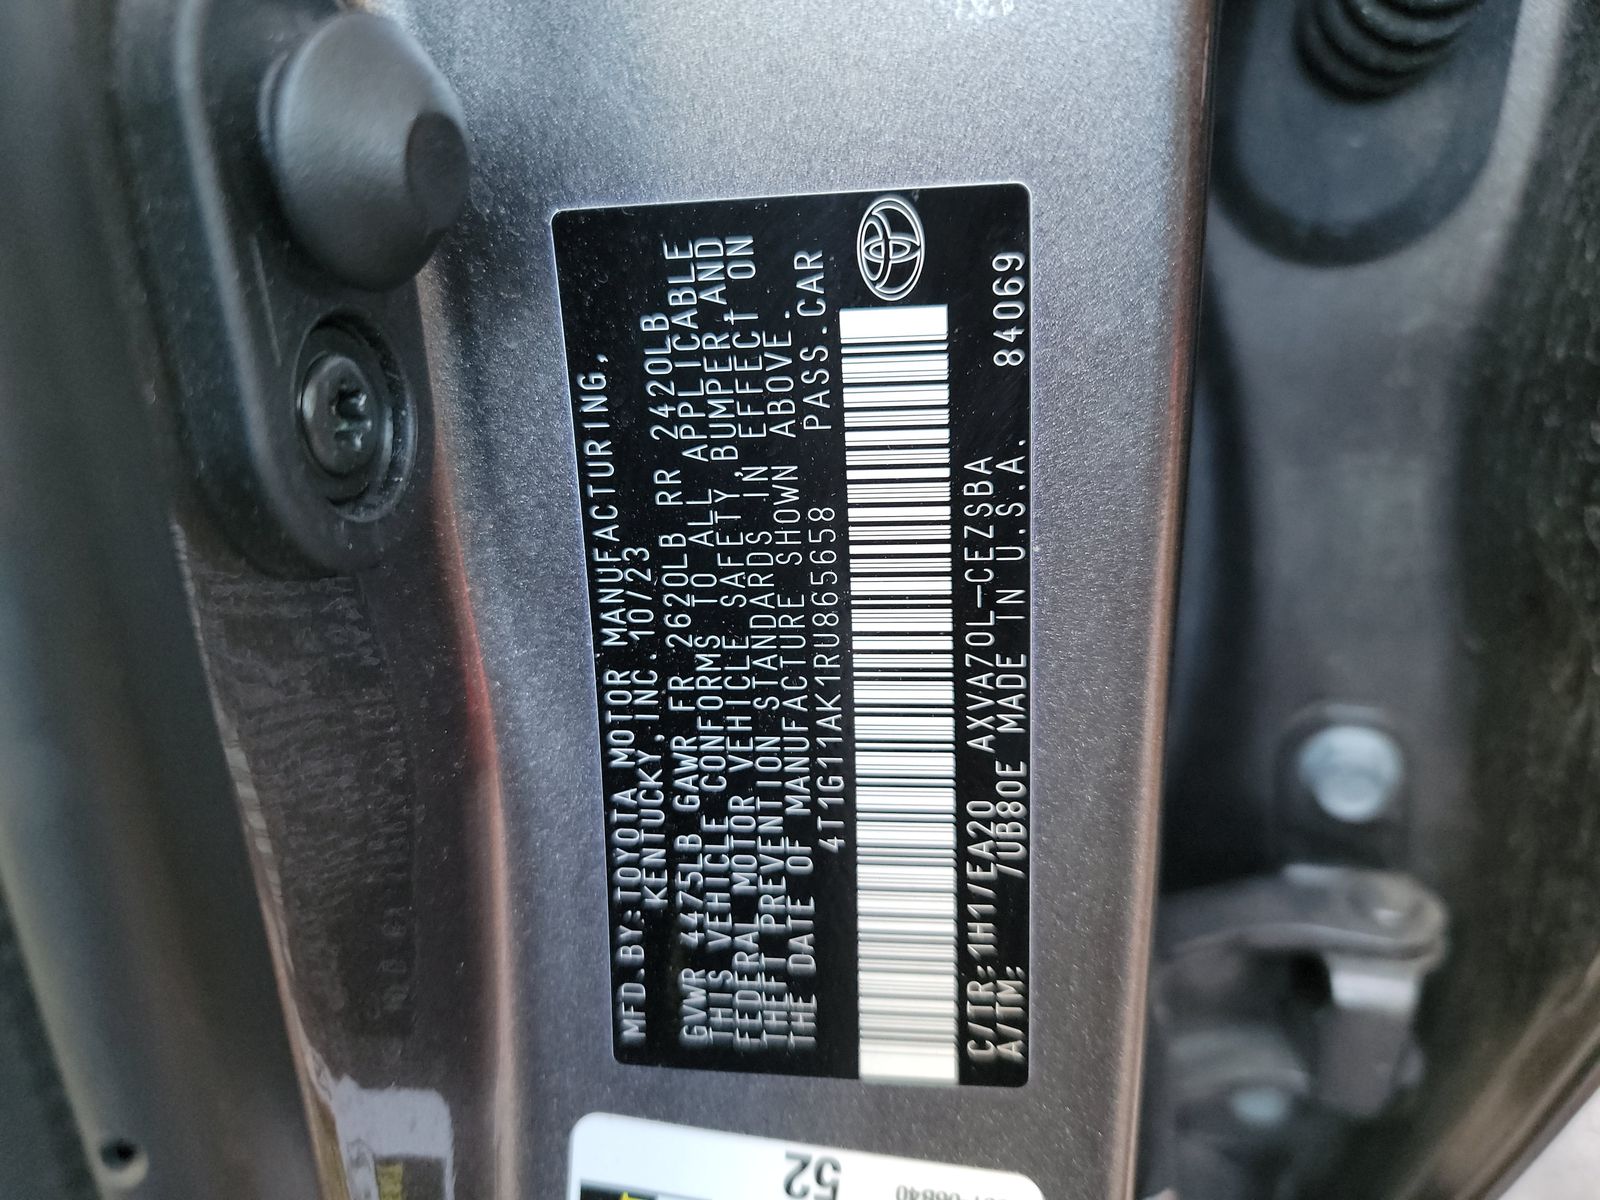 MFD.BY:TOYOTA MOTOR MANUFACTURING,
KENTUCKY,INC. 10/23
GVWR 4475LB GAWR FR 2620LB RR 2420LB
THIS VEHICLE CONFORMS TO ALL APPLICABLE
FEDERAL MOTOR VEHICLE SAFETY,BUMPER,AND
THEFT PREVENTION STANDARDS IN EFFECT ON
THE DATE OF MANUFACTURE SHOWN ABOVE.
4T1G11AK1RU865658 PASS.CAR
C/TR:1H1/EA20 AXVA70L-CEZSBA 84069
A/TM: /UB80E MADE IN U.S.A.
52